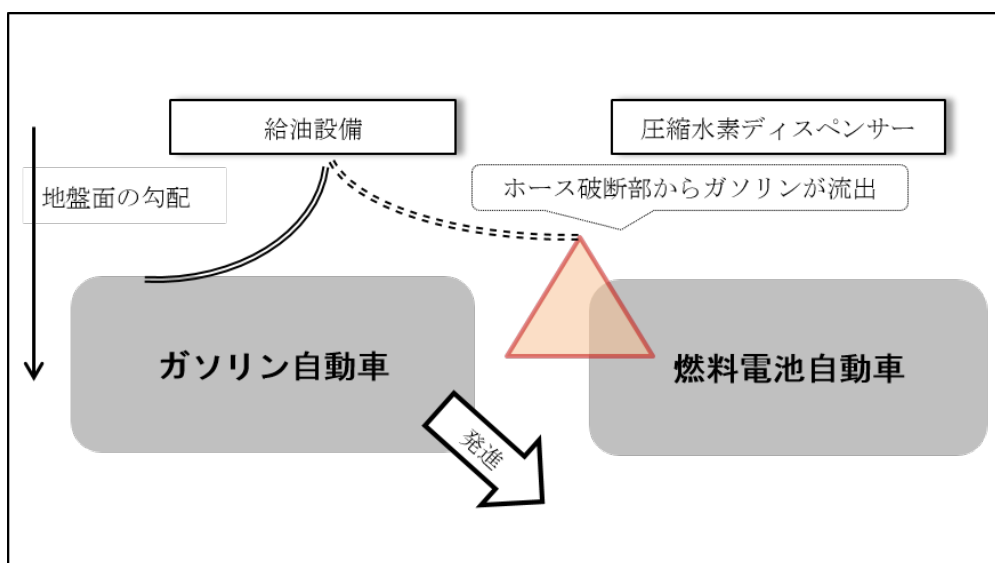 給油設備
圧縮水素ディスペンサー
地盤面の勾配
ホース破断部からガソリンが流出
ガソリン自動車
燃料電池自動車
発進